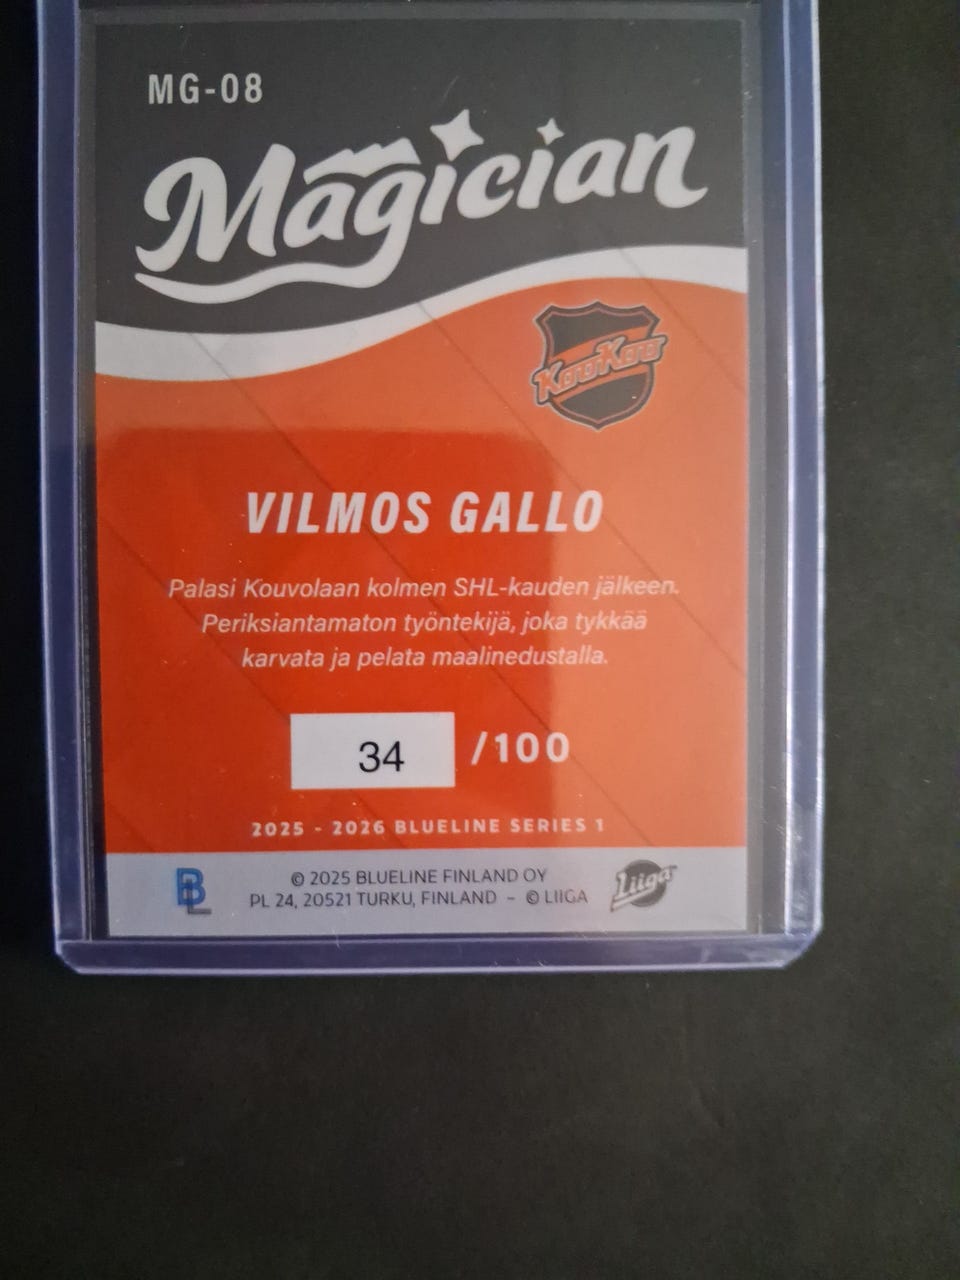 MG-08
Magician
KooKoo
VILMOS GALLO
Palasi Kouvolaan kolmen SHL-kauden jälkeen.
Periksiantamaton työntekijä, joka tykkää
karvata ja pelata maalinedustalla.
34 /100
2025 - 2026 BLUELINE SERIES 1
BL
© 2025 BLUELINE FINLAND OY
PL 24, 20521 TURKU, FINLAND – © LIIGA
Liiga